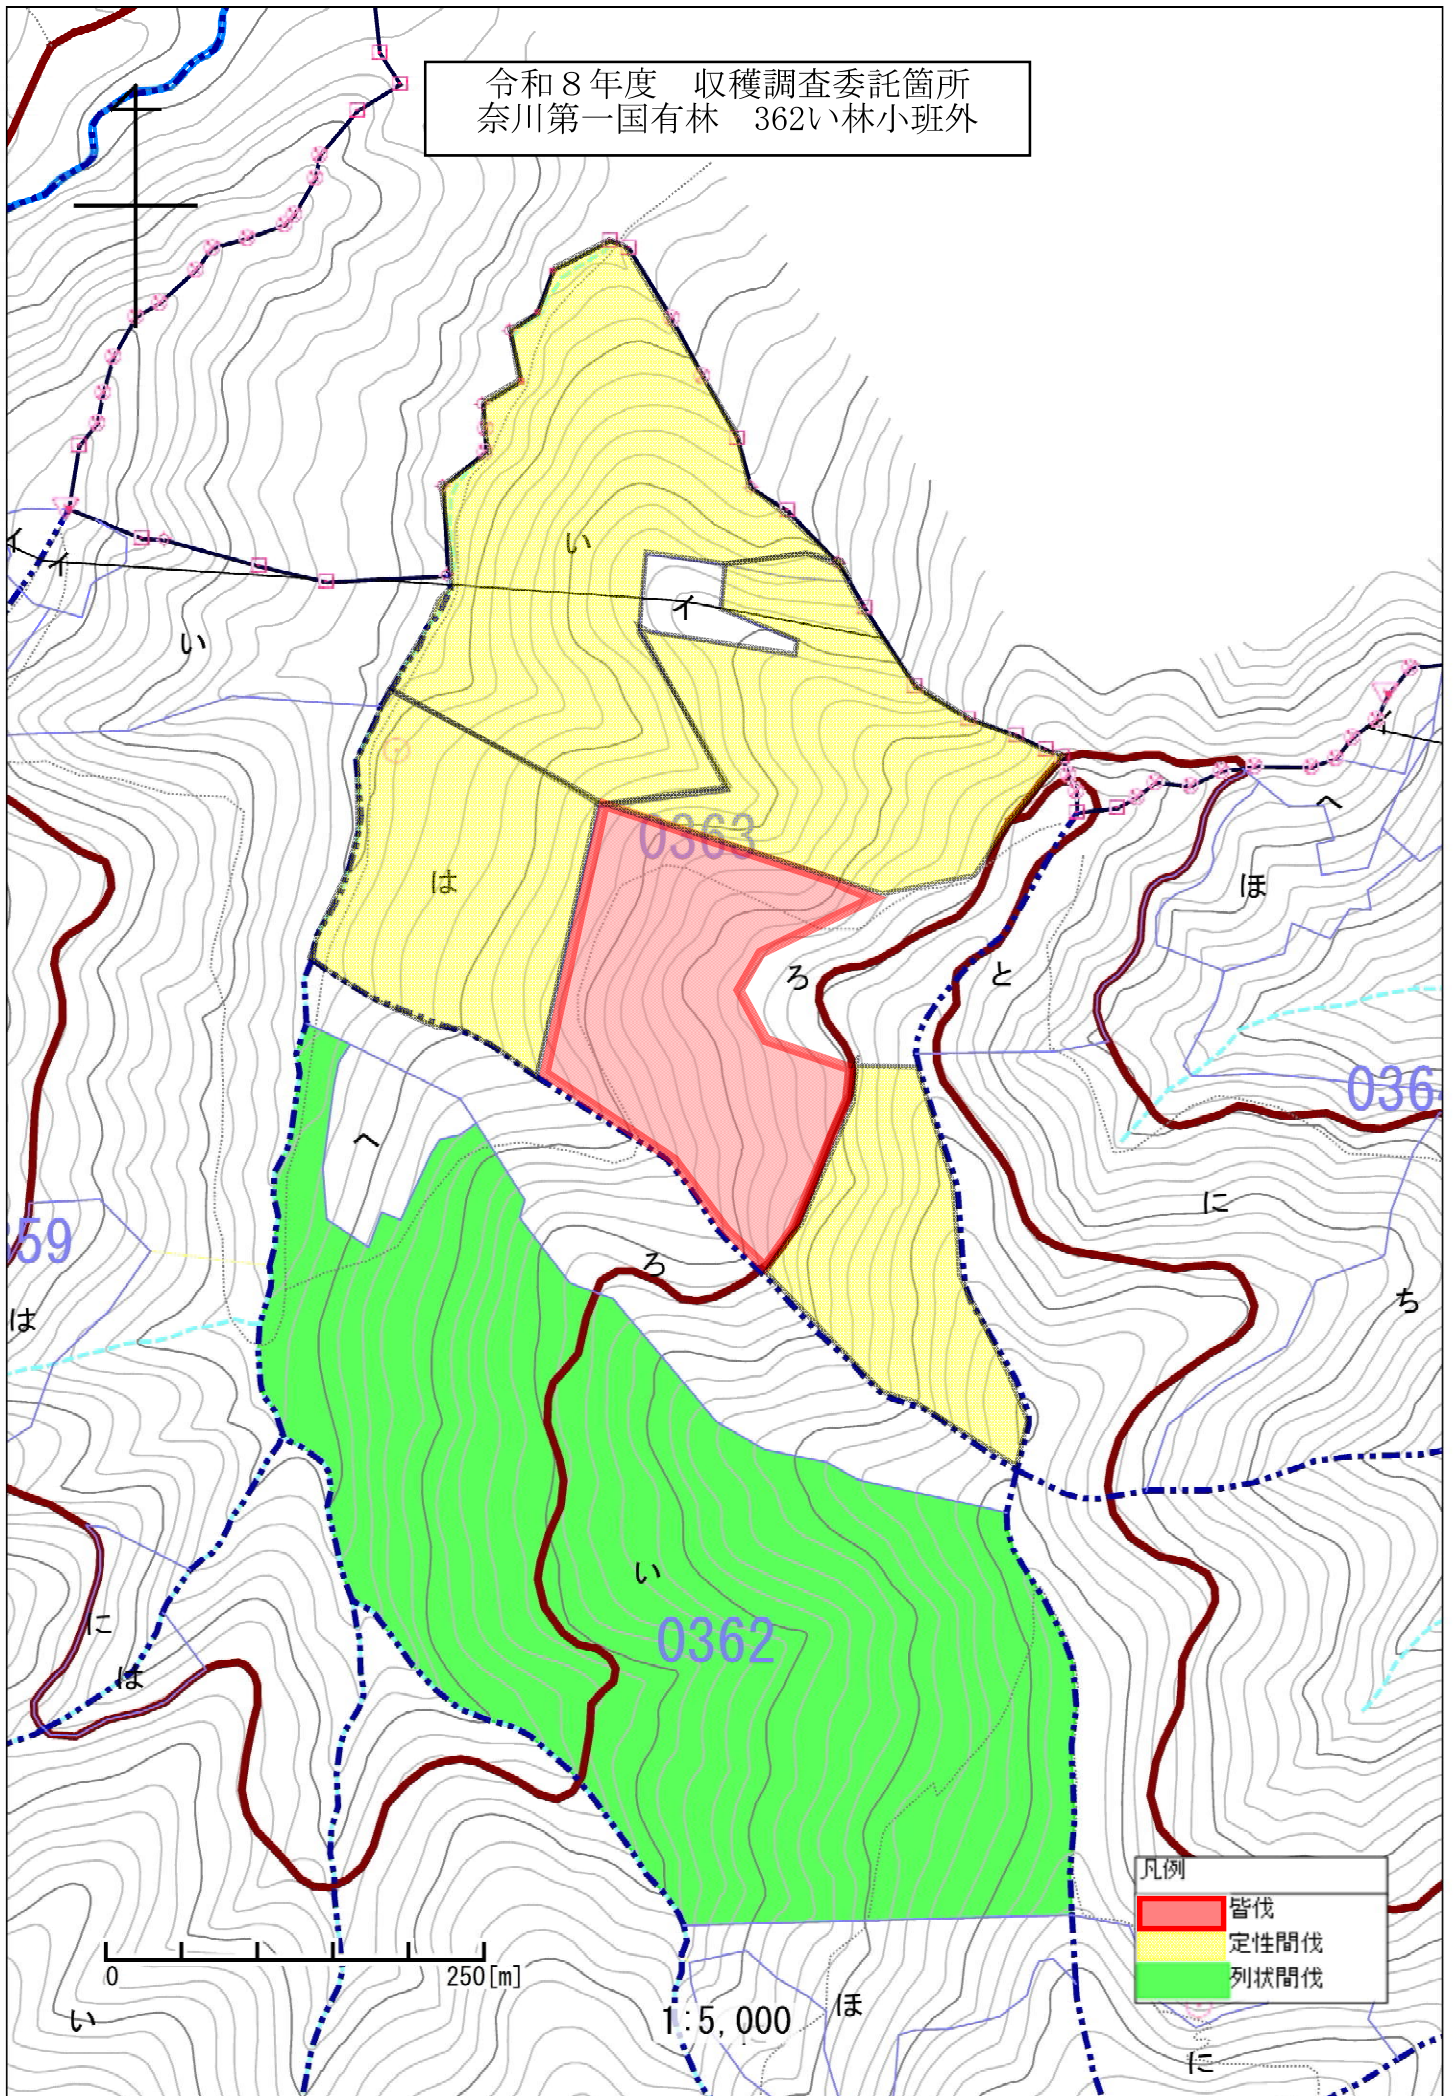 令和８年度　収穫調査委託箇所
奈川第一国有林　362い林小班外
い
イ
イ
イ
い
イ
0363
へ
は
ほ
ろ
と
036
へ
に
59
ろ
は
ち
い
0362
に
は
凡例
皆伐
定性間伐
列状間伐
0
250[m]
い
1:5,000
ほ
に